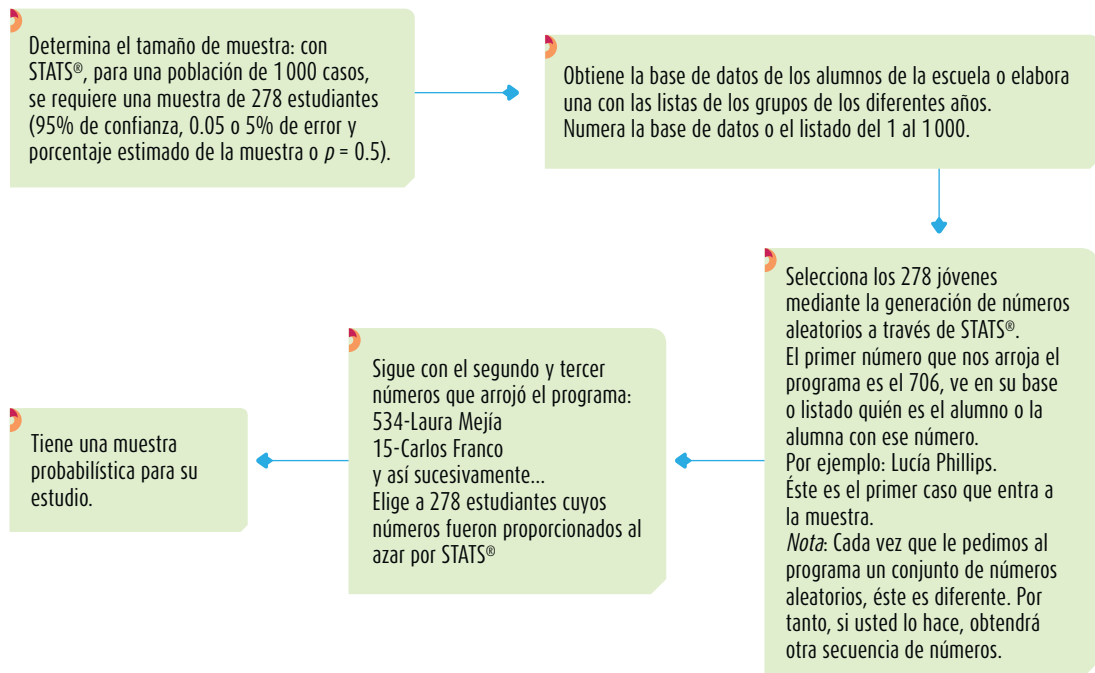 Determina el tamaño de muestra: con
STATS®, para una población de 1 000 casos,
se requiere una muestra de 278 estudiantes
(95% de confianza, 0.05 o 5% de error y
porcentaje estimado de la muestra o p = 0.5).
Obtiene la base de datos de los alumnos de la escuela o elabora
una con las listas de los grupos de los diferentes años.
Numera la base de datos o el listado del 1 al 1 000.
Selecciona los 278 jóvenes
mediante la generación de números
aleatorios a través de STATS®.
El primer número que nos arroja el
programa es el 706, ve en su base
o listado quién es el alumno o la
alumna con ese número.
Por ejemplo: Lucía Phillips.
Éste es el primer caso que entra a
la muestra.
Nota: Cada vez que le pedimos al
programa un conjunto de números
aleatorios, éste es diferente. Por
tanto, si usted lo hace, obtendrá
otra secuencia de números.
Sigue con el segundo y tercer
números que arrojó el programa:
534-Laura Mejía
15-Carlos Franco
y así sucesivamente...
Elige a 278 estudiantes cuyos
números fueron proporcionados al
azar por STATS®
Tiene una muestra
probabilística para su
estudio.